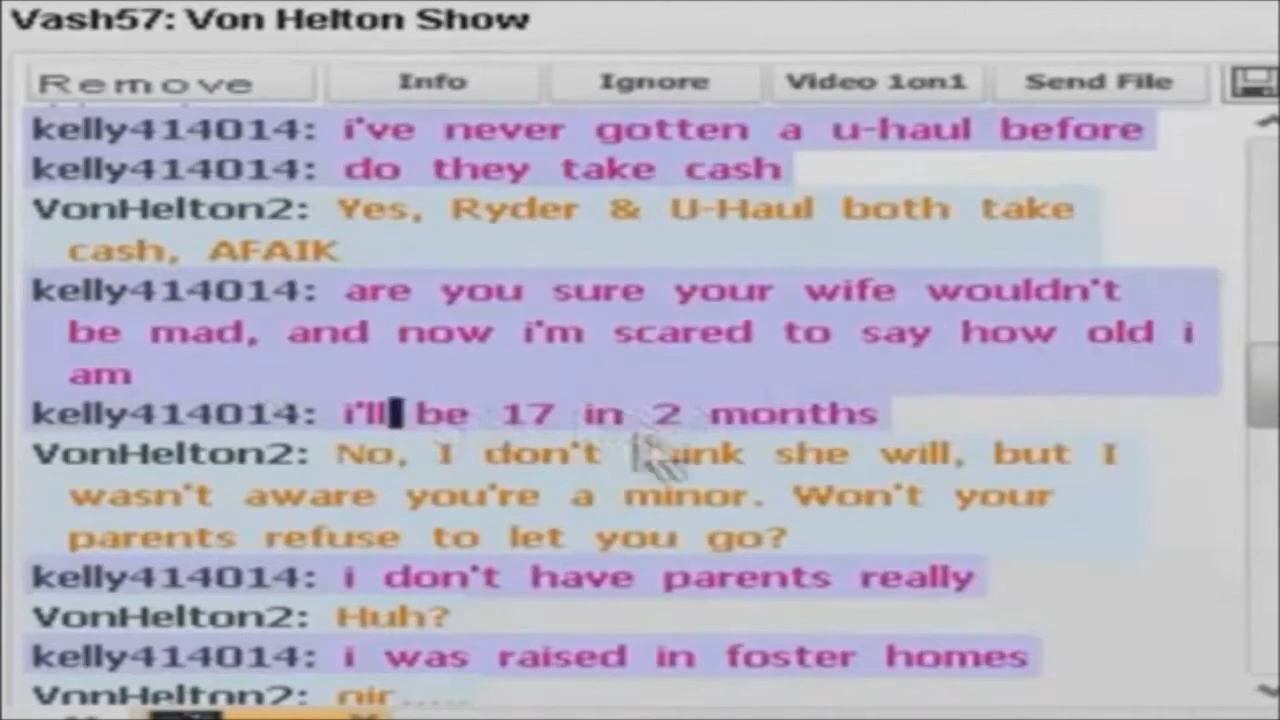 Vash57: Von Helton Show
Remove Info Ignore Video 1on1 Send File
kelly414014: i've never gotten a u-haul before
kelly414014: do they take cash
VonHelton2: Yes, Ryder & U-Haul both take
cash, AFAIK
kelly414014: are you sure your wife wouldn't
be mad, and now i'm scared to say how old i
am
kelly414014: i'll be 17 in 2 months
VonHelton2: No, I don't think she will, but I
wasn't aware you're a minor. Won't your
parents refuse to let you go?
kelly414014: i don't have parents really
VonHelton2: Huh?
kelly414014: i was raised in foster homes
VonHelton2: